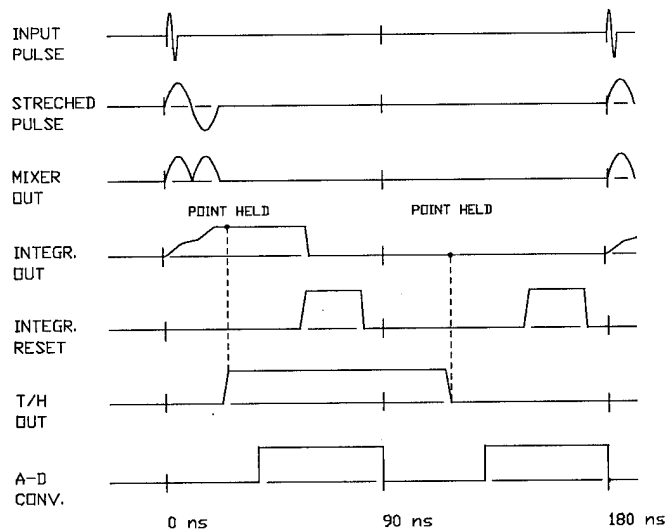 INPUT
PULSE
STRECHED
PULSE
MIXER
OUT
POINT HELD
POINT HELD
INTEGR.
OUT
INTEGR.
RESET
T/H
OUT
A-D
CONV.
0 ns
90 ns
180 ns